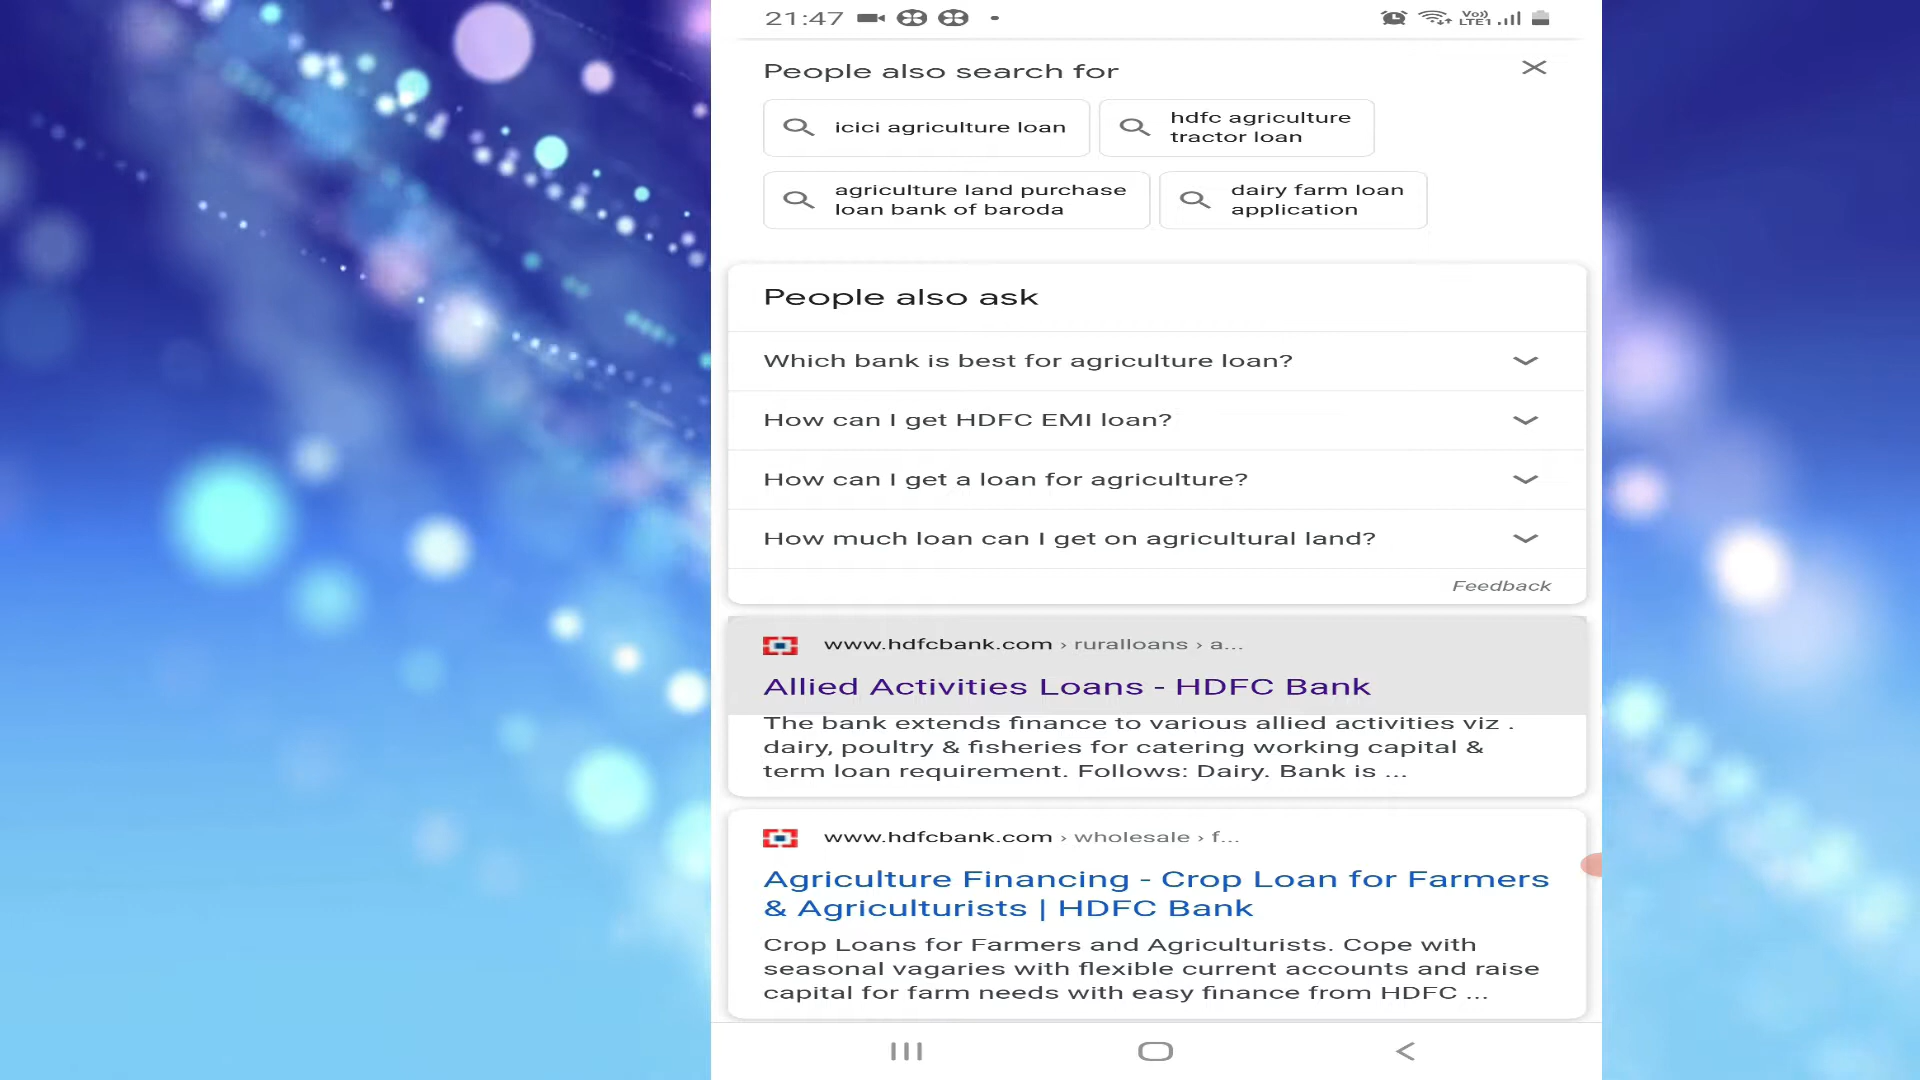 21:47
Vo))
LTE1
People also search for
icici agriculture loan
hdfc agriculture
tractor loan
agriculture land purchase
loan bank of baroda
dairy farm loan
application
People also ask
Which bank is best for agriculture loan?
How can I get HDFC EMI loan?
How can I get a loan for agriculture?
How much loan can I get on agricultural land?
Feedback
www.hdfcbank.com › ruralloans › a...
Allied Activities Loans - HDFC Bank
The bank extends finance to various allied activities viz .
dairy, poultry & fisheries for catering working capital &
term loan requirement. Follows: Dairy. Bank is ...
www.hdfcbank.com › wholesale › f...
Agriculture Financing - Crop Loan for Farmers
& Agriculturists | HDFC Bank
Crop Loans for Farmers and Agriculturists. Cope with
seasonal vagaries with flexible current accounts and raise
capital for farm needs with easy finance from HDFC ...